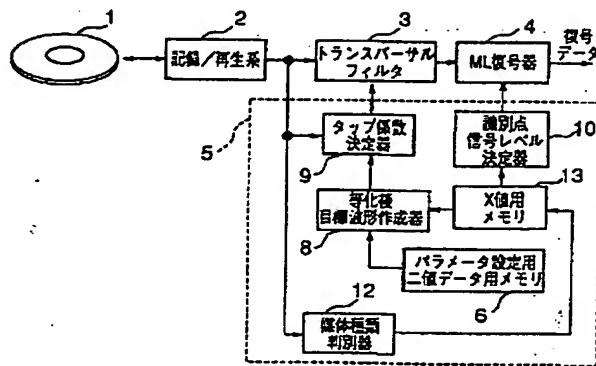 1
2
3
4
記録/再生系
トランスバーサル
フィルタ
ML復号器
復号
データ
5
タップ係数
決定器
9
識別点
信号レベル
決定器
10
等化後
目標波形作成器
8
X値用
メモリ
13
パラメータ設定用
二値データ用メモリ
6
12
媒体種類
判別器